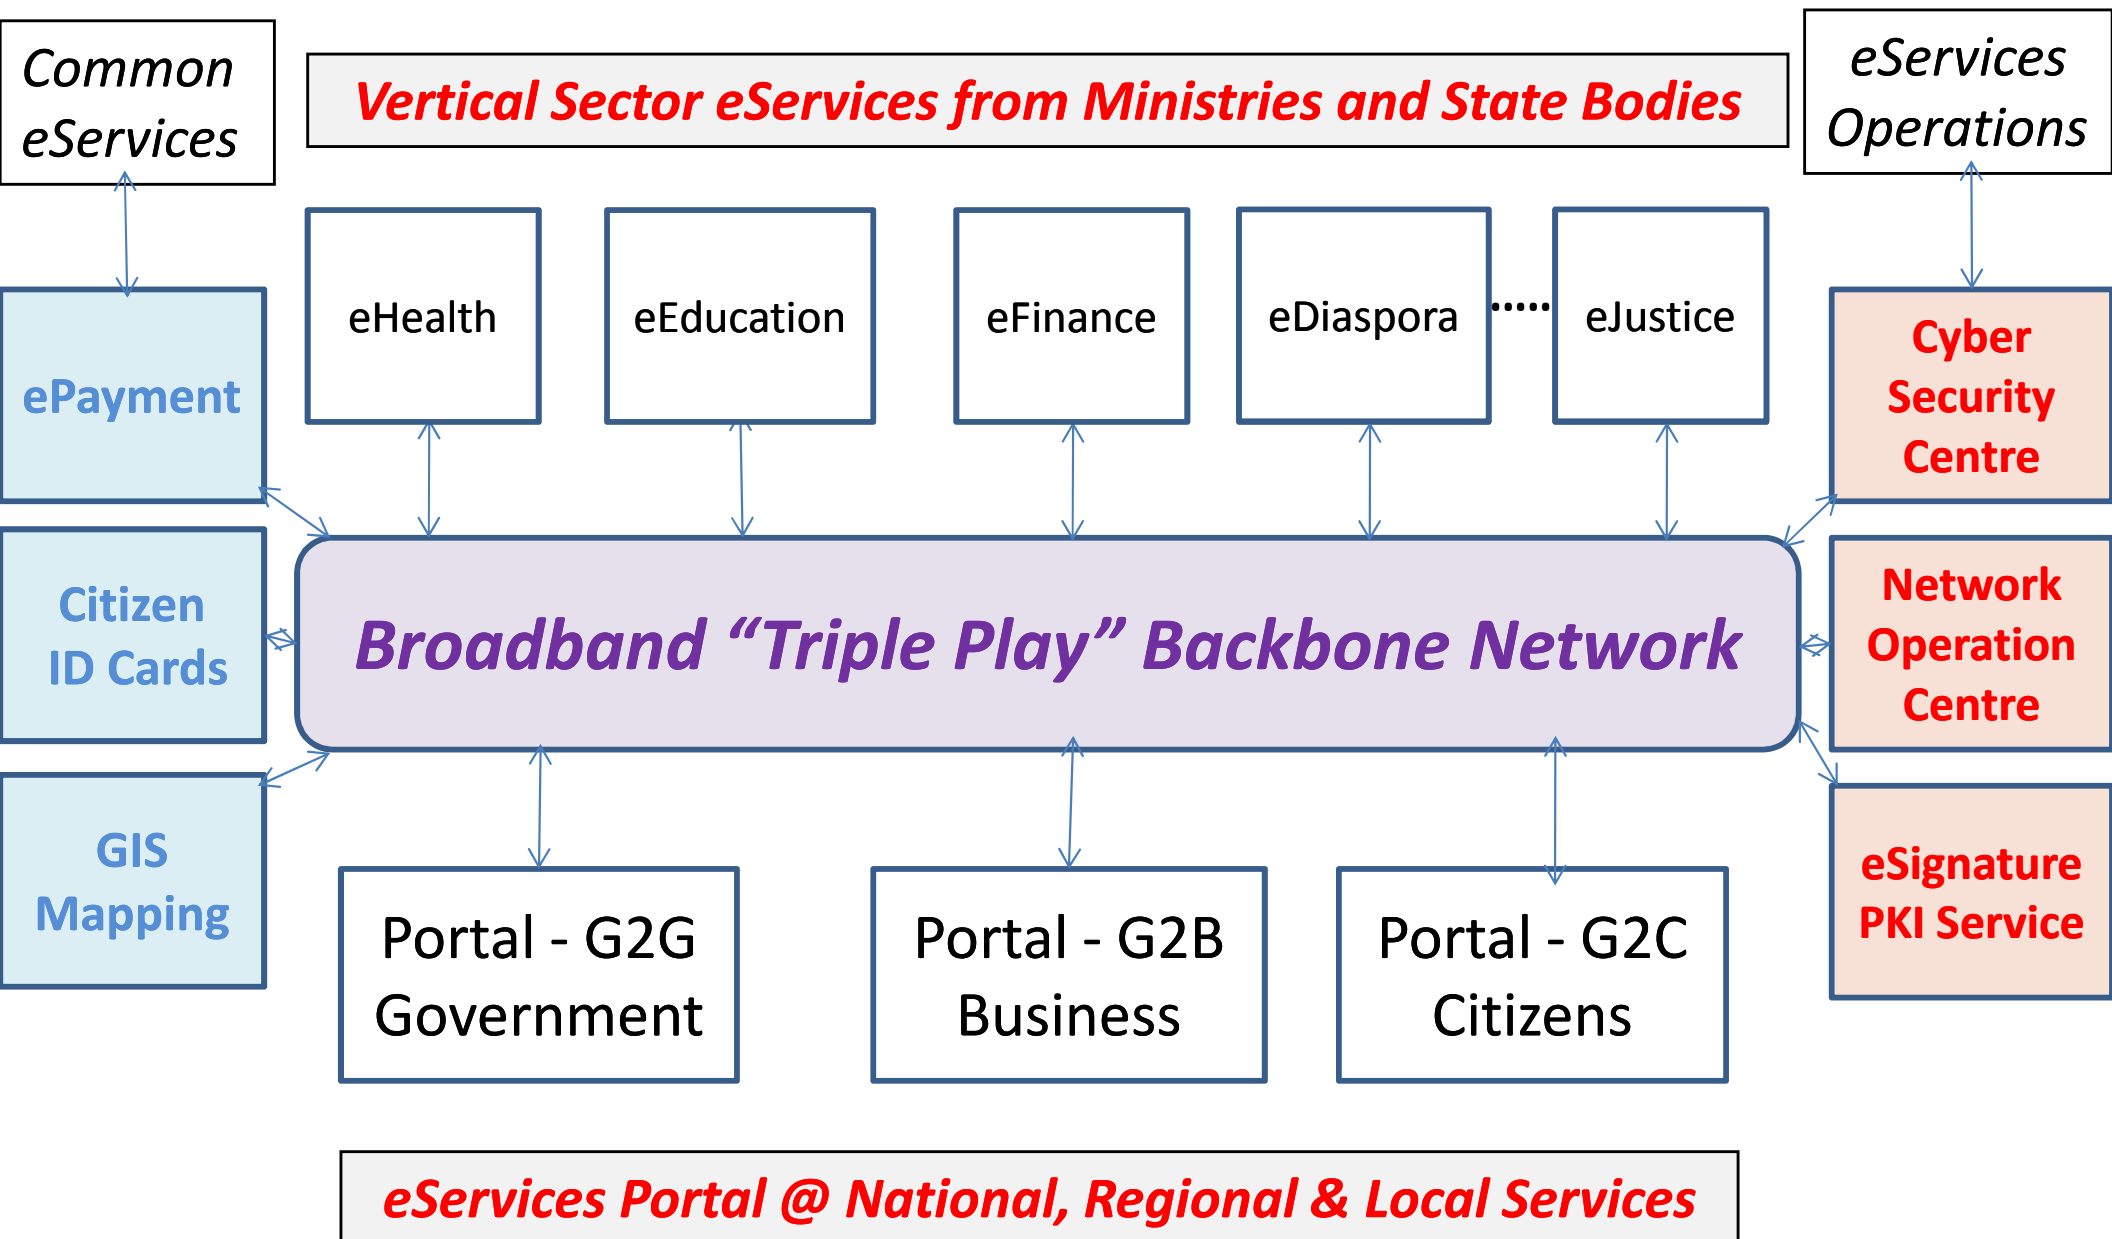 Common
eServices
Vertical Sector eServices from Ministries and State Bodies
eServices
Operations
eHealth
eEducation
eFinance
eDiaspora
.....
eJustice
ePayment
Cyber
Security
Centre
Citizen
ID Cards
Broadband “Triple Play” Backbone Network
Network
Operation
Centre
GIS
Mapping
Portal - G2G
Government
Portal - G2B
Business
Portal - G2C
Citizens
eSignature
PKI Service
eServices Portal @ National, Regional & Local Services